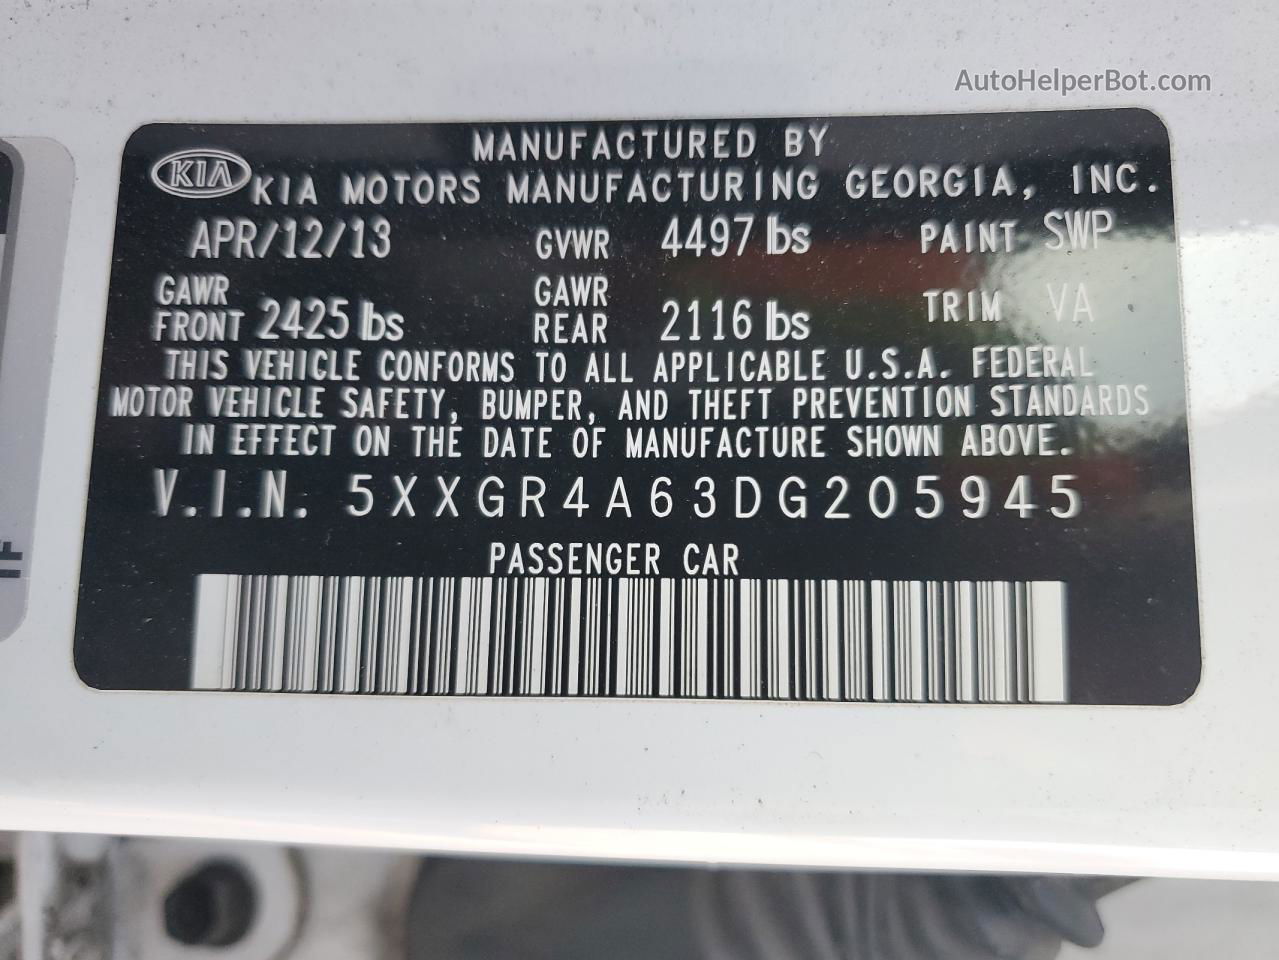 AutoHelperBot.com
MANUFACTURED BY
KIA KIA MOTORS MANUFACTURING GEORGIA, INC.
APR/12/13 GVWR 4497 lbs PAINT SWP
GAWR FRONT 2425 lbs GAWR REAR 2116 lbs TRIM VA
THIS VEHICLE CONFORMS TO ALL APPLICABLE U.S.A. FEDERAL
MOTOR VEHICLE SAFETY, BUMPER, AND THEFT PREVENTION STANDARDS
IN EFFECT ON THE DATE OF MANUFACTURE SHOWN ABOVE.
V.I.N. 5XXGR4A63DG205945
PASSENGER CAR